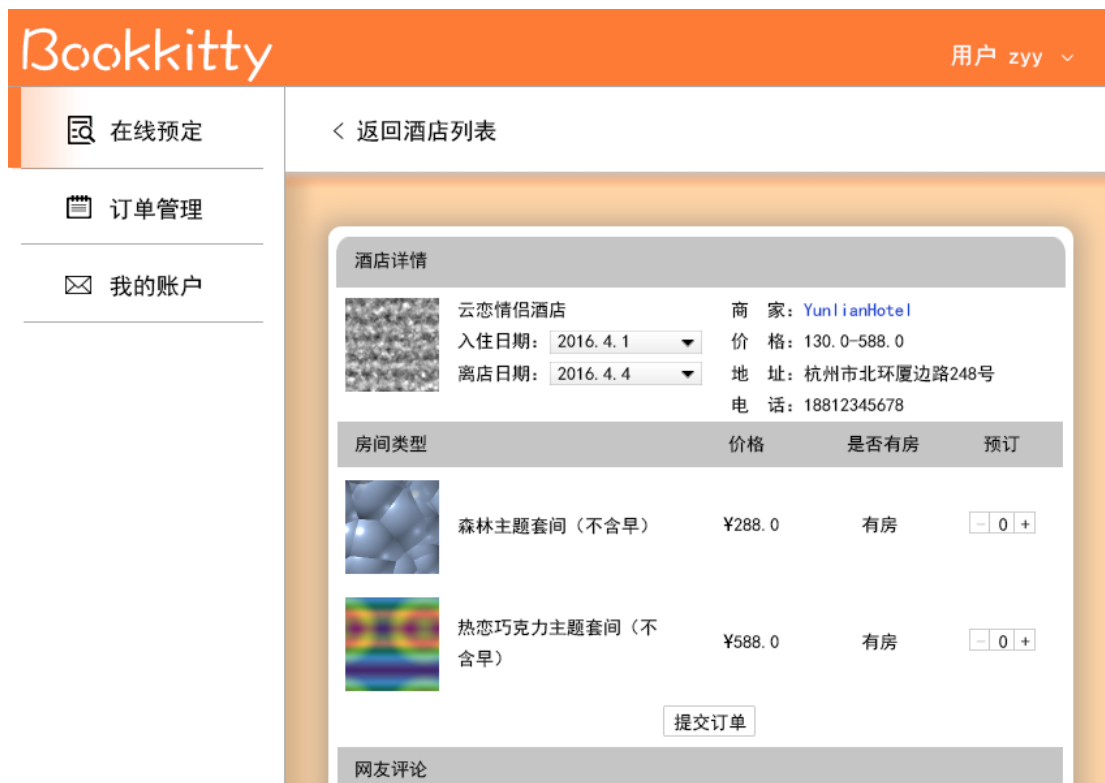 Bookkitty
用户 zyy
在线预定
订单管理
我的账户
< 返回酒店列表
酒店详情
云恋情侣酒店
入住日期： 2016.4.1
离店日期： 2016.4.4
商 家：YunlianHotel
价 格：130.0-588.0
地 址：杭州市北环厦边路248号
电 话：18812345678
房间类型 价格 是否有房 预订
森林主题套间（不含早） ¥288.0 有房 - 0 +
热恋巧克力主题套间（不
含早） ¥588.0 有房 - 0 +
提交订单
网友评论